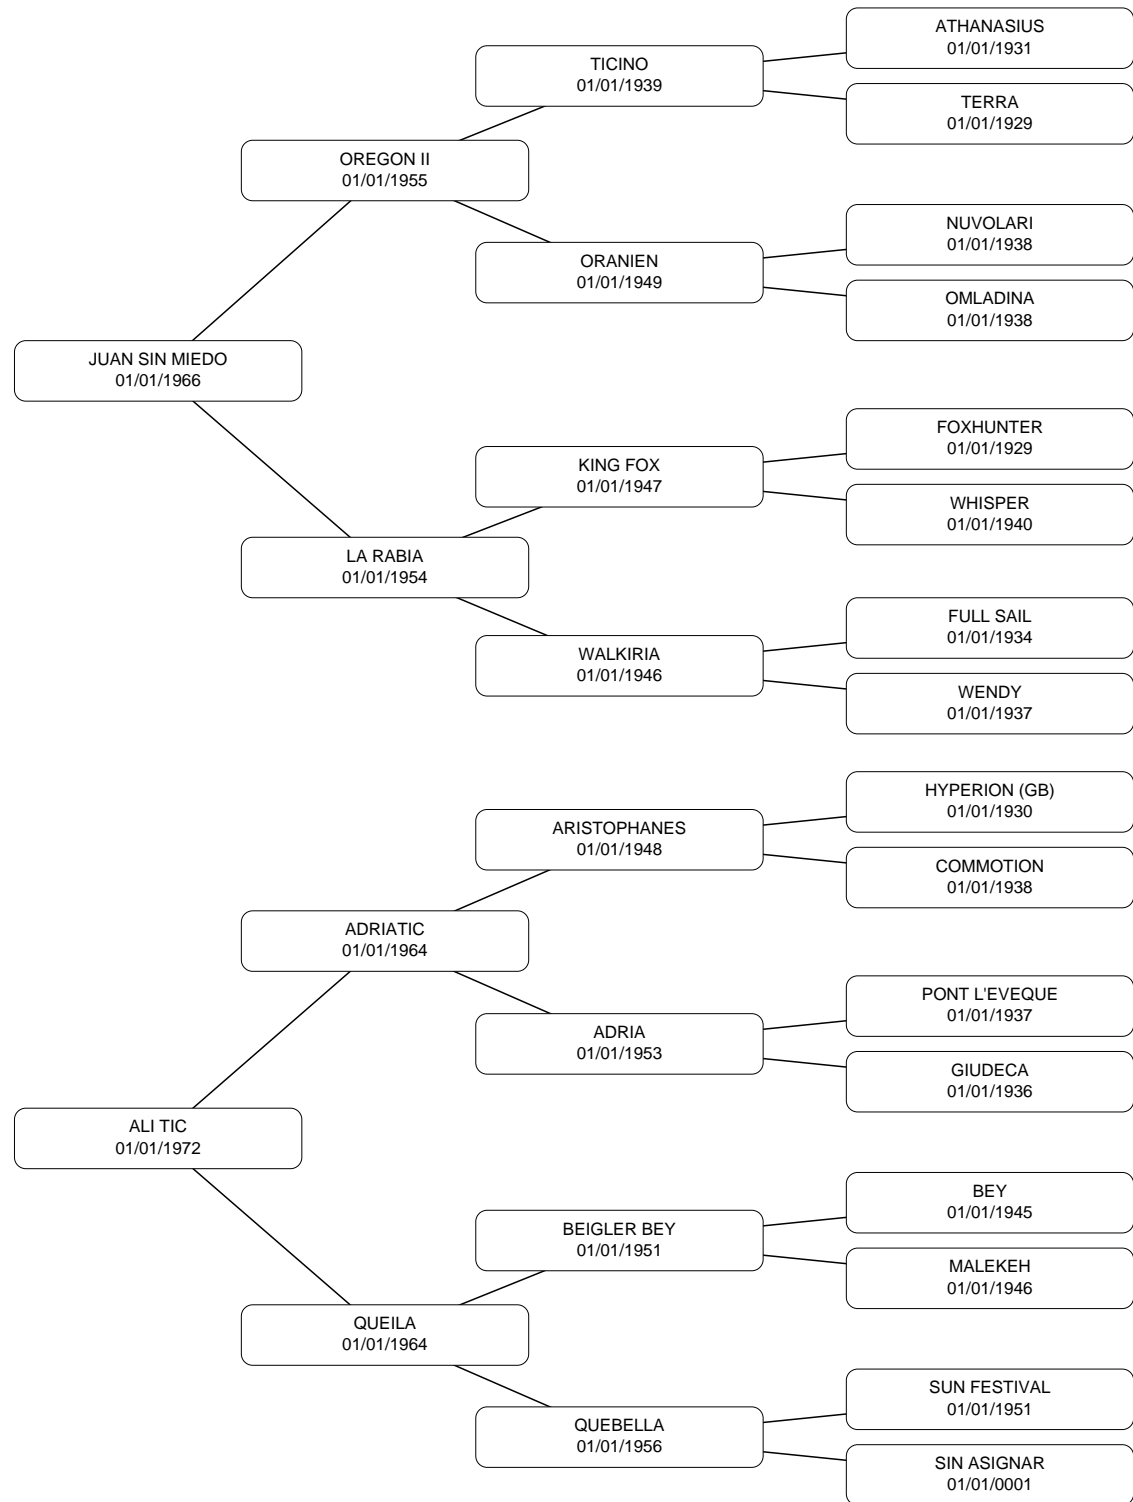 ATHANASIUS
01/01/1931
TICINO
01/01/1939
TERRA
01/01/1929
OREGON II
01/01/1955
NUVOLARI
01/01/1938
ORANIEN
01/01/1949
OMLADINA
01/01/1938
JUAN SIN MIEDO
01/01/1966
FOXHUNTER
01/01/1929
KING FOX
01/01/1947
WHISPER
01/01/1940
LA RABIA
01/01/1954
FULL SAIL
01/01/1934
WALKIRIA
01/01/1946
WENDY
01/01/1937
HYPERION (GB)
01/01/1930
ARISTOPHANES
01/01/1948
COMMOTION
01/01/1938
ADRIATIC
01/01/1964
PONT L'EVEQUE
01/01/1937
ADRIA
01/01/1953
GIUDECA
01/01/1936
ALI TIC
01/01/1972
BEY
01/01/1945
BEIGLER BEY
01/01/1951
MALEKEH
01/01/1946
QUEILA
01/01/1964
SUN FESTIVAL
01/01/1951
QUEBELLA
01/01/1956
SIN ASIGNAR
01/01/0001